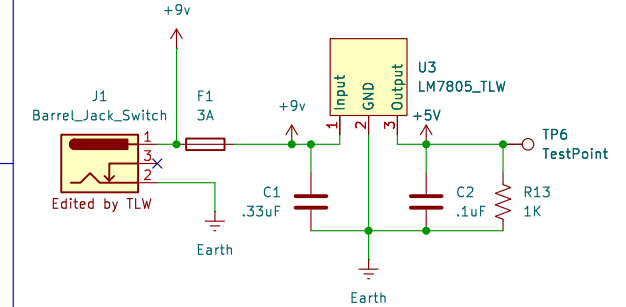 +9v
J1
Barrel_Jack_Switch
1
3
2
Edited by TLW
F1
3A
Earth
+9v
U3
LM7805_TLW
Input
GND
Output
1
2
3
+5V
TP6
TestPoint
C1
.33uF
C2
.1uF
R13
1K
Earth